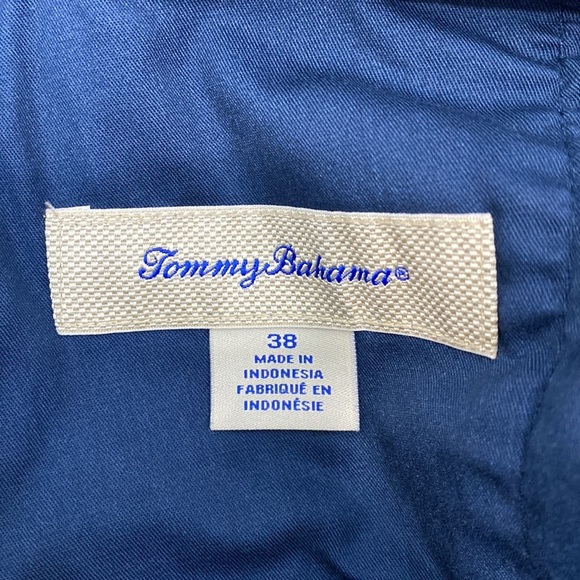 Tommy Bahama®
38
MADE IN
INDONESIA
FABRIQUÉ EN
INDONÉSIE